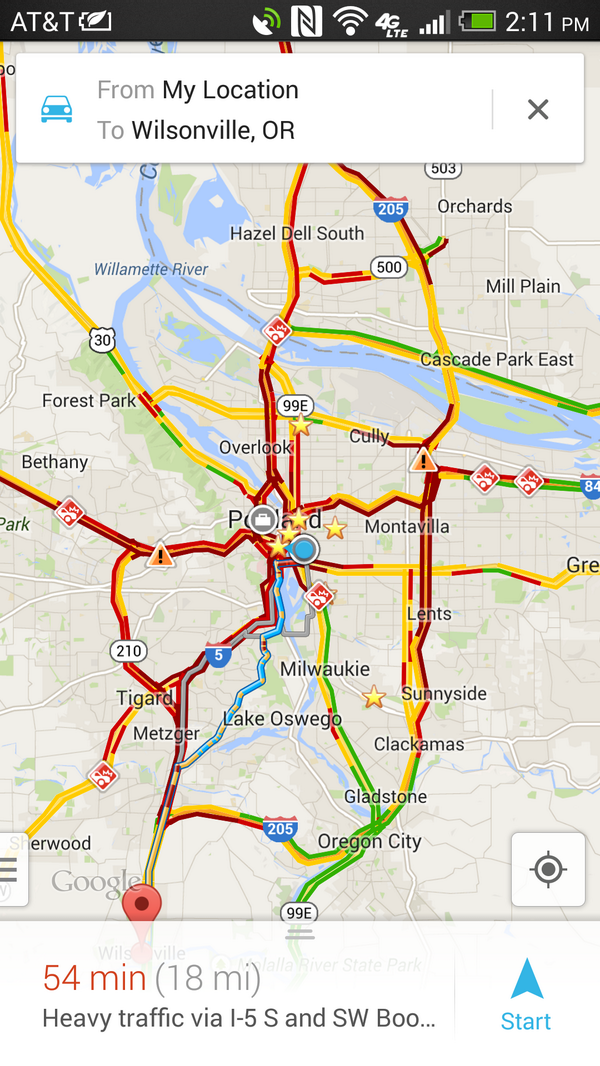 AT&T
4G LTE
2:11 PM
From My Location
To Wilsonville, OR
503
205
Orchards
Hazel Dell South
500
Willamette River
Mill Plain
30
Cascade Park East
Forest Park
99E
Cully
Overlook
Bethany
84
Park
Portland
Montavilla
Gre
Lents
210
5
Milwaukie
Tigard
Sunnyside
Lake Oswego
Metzger
Clackamas
Gladstone
205
Sherwood
Oregon City
Google
99E
Wilsonville
Molalla River State Park
54 min (18 mi)
Heavy traffic via I-5 S and SW Boo...
Start